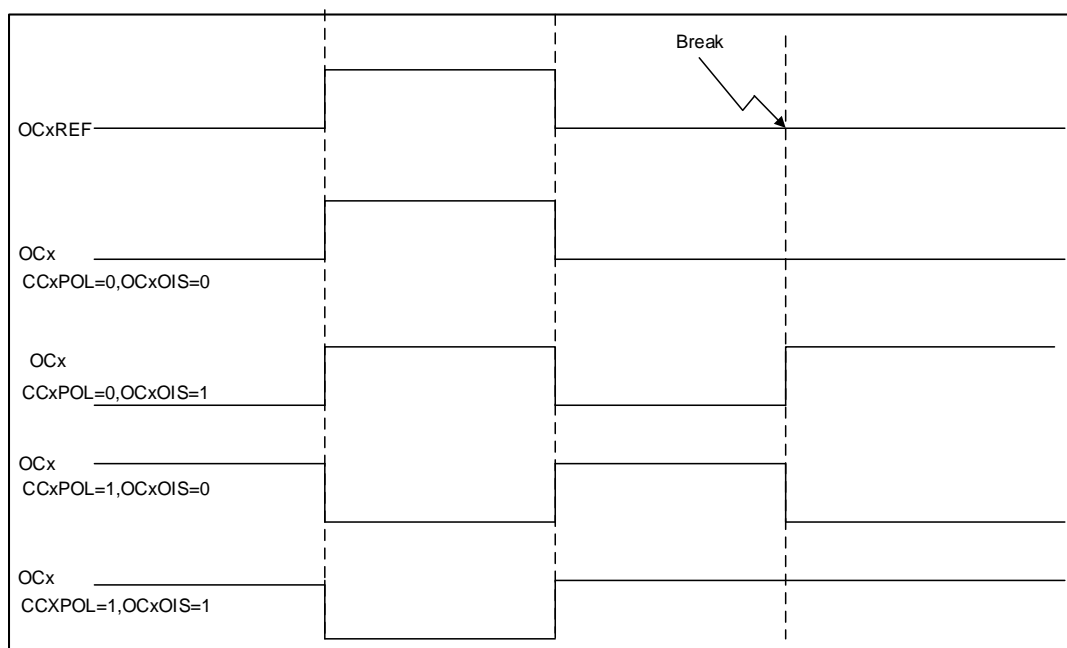 Break
OCxREF
OCx
CCxPOL=0,OCxOIS=0
OCx
CCxPOL=0,OCxOIS=1
OCx
CCxPOL=1,OCxOIS=0
OCx
CCXPOL=1,OCxOIS=1